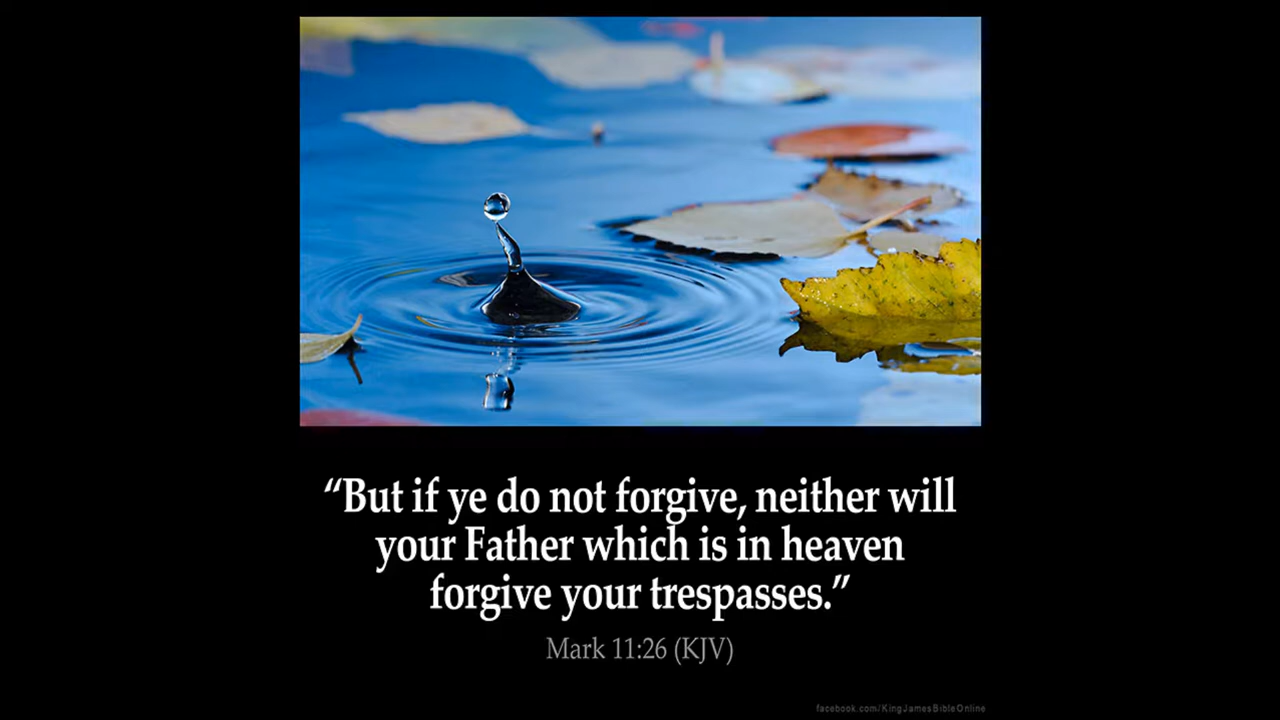 “But if ye do not forgive, neither will
your Father which is in heaven
forgive your trespasses.”
Mark 11:26 (KJV)
facebook.com/KingJamesBibleOnline